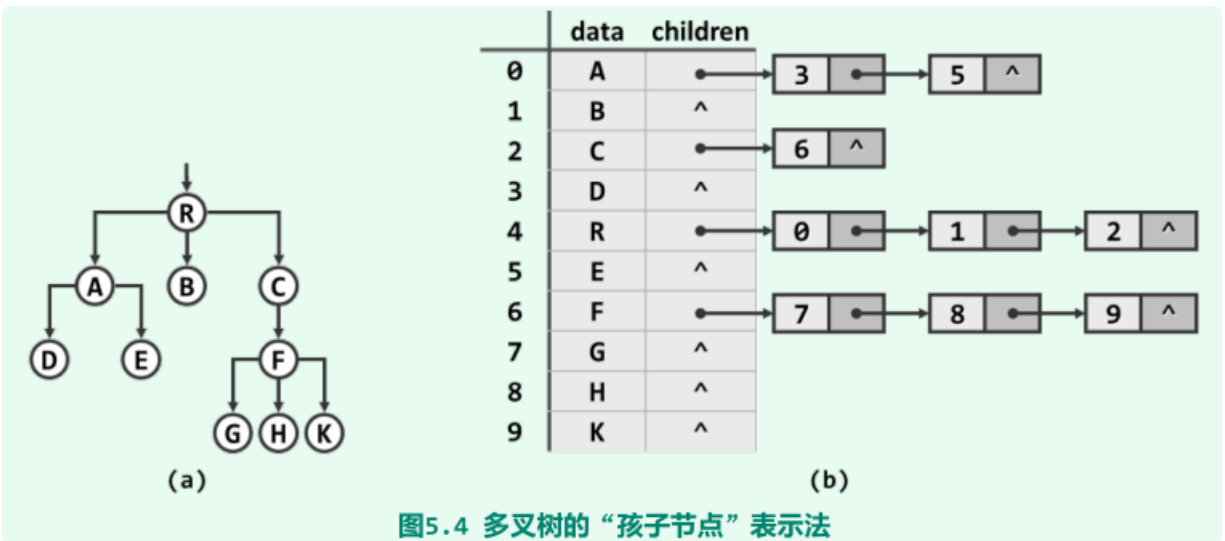 data children
0 A 3 5 ^
1 B ^
2 C 6 ^
3 D ^
4 R 0 1 2 ^
5 E ^
6 F 7 8 9 ^
7 G ^
8 H ^
9 K ^
R
A B C
D E F
G H K
(a) (b)
图5.4 多叉树的“孩子节点”表示法